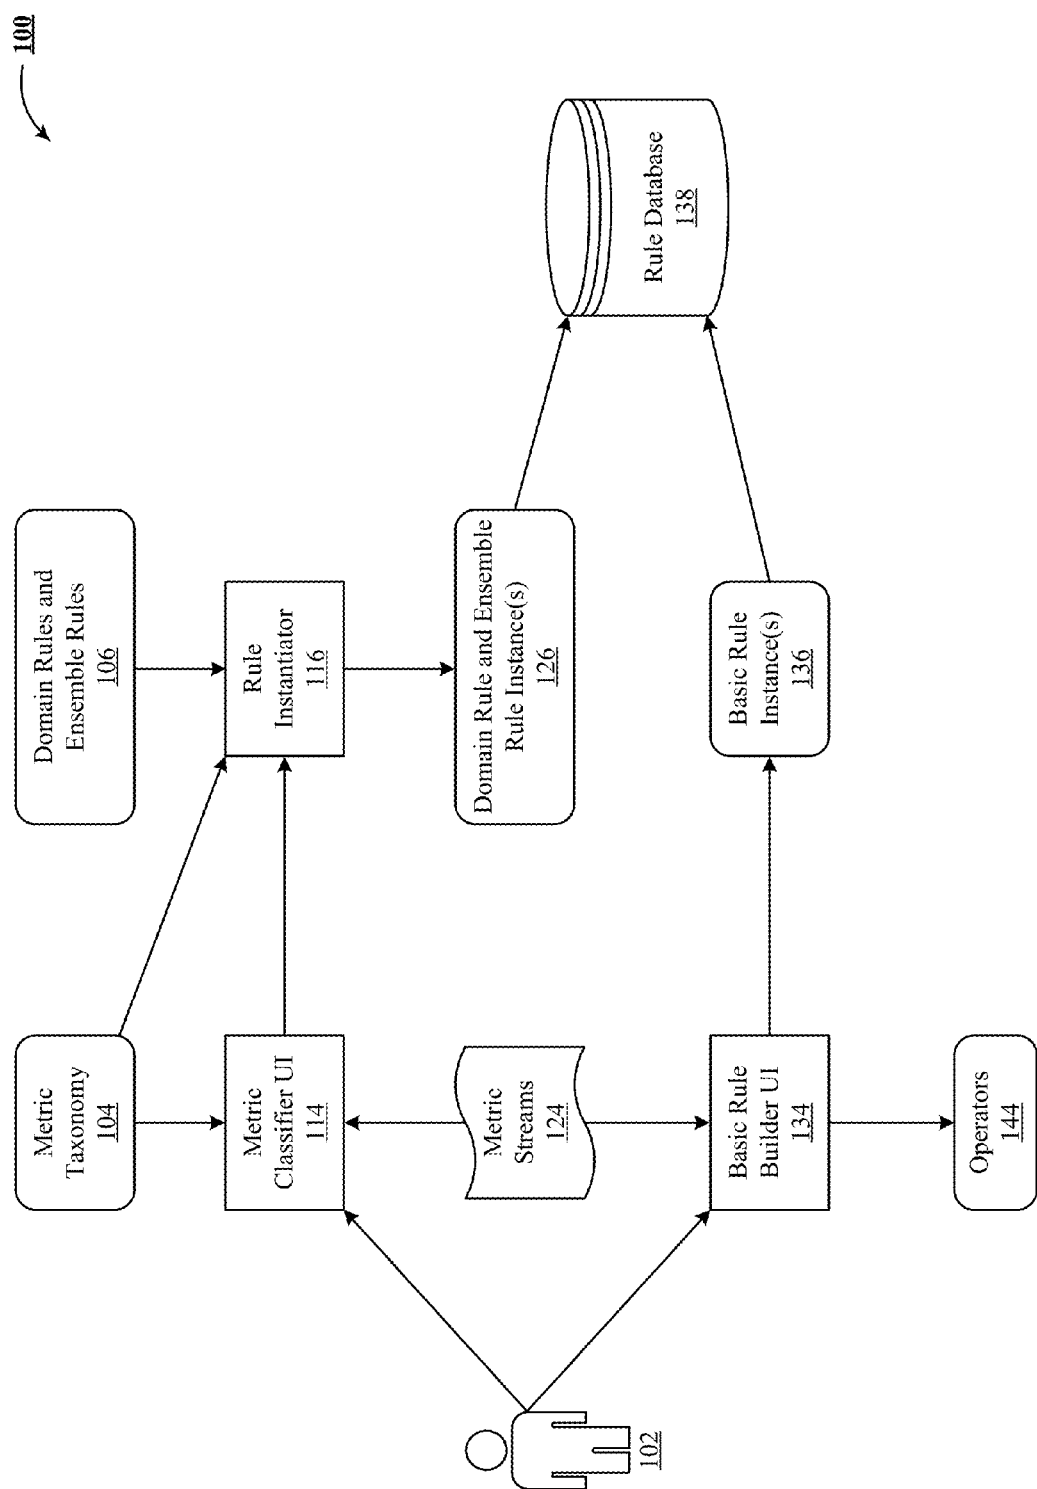 100
Metric
Taxonomy
104
Domain Rules and
Ensemble Rules
106
Metric
Classifier UI
114
Rule
Instantiator
116
Metric
Streams
124
Domain Rule and Ensemble
Rule Instance(s)
126
Rule Database
138
102
Basic Rule
Builder UI
134
Basic Rule
Instance(s)
136
Operators
144